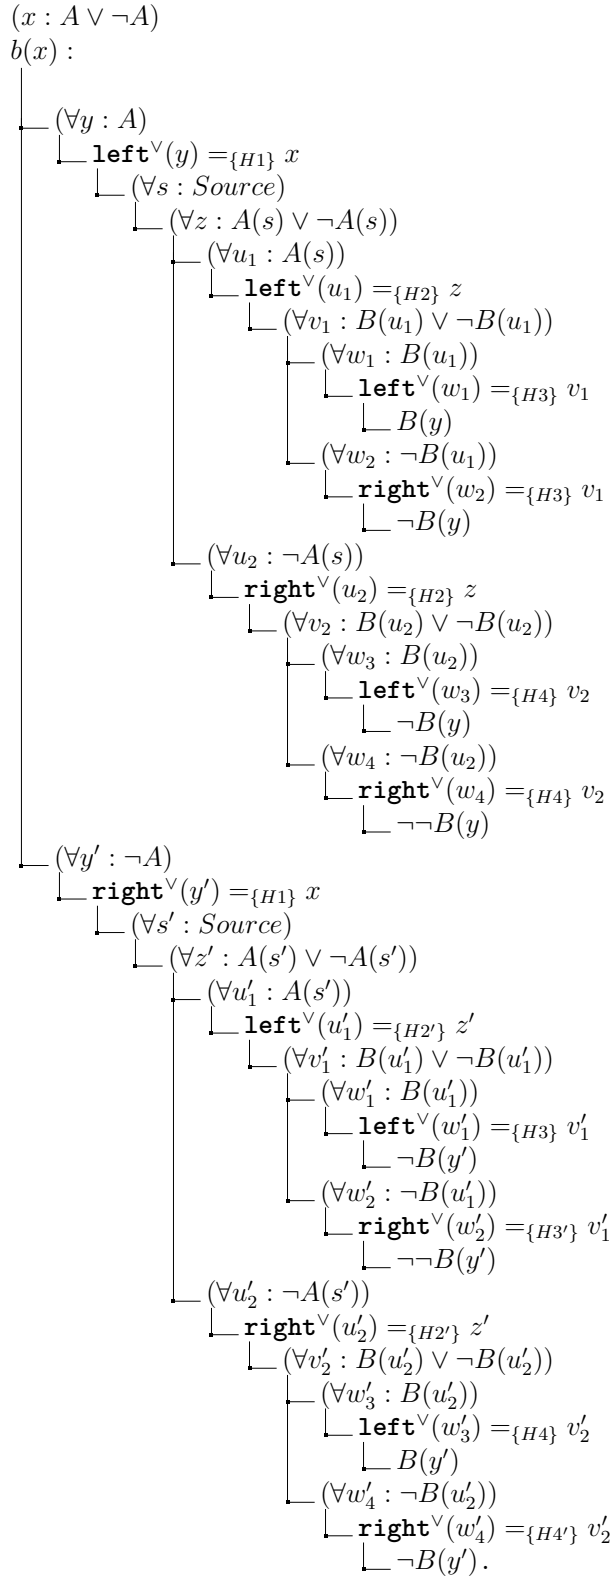 (x : A ∨ ¬A)
b(x) :
(∀y : A)
left∨(y) ={H1} x
(∀s : Source)
(∀z : A(s) ∨ ¬A(s))
(∀u₁ : A(s))
left∨(u₁) ={H2} z
(∀v₁ : B(u₁) ∨ ¬B(u₁))
(∀w₁ : B(u₁))
left∨(w₁) ={H3} v₁
B(y)
(∀w₂ : ¬B(u₁))
right∨(w₂) ={H3} v₁
¬B(y)
(∀u₂ : ¬A(s))
right∨(u₂) ={H2} z
(∀v₂ : B(u₂) ∨ ¬B(u₂))
(∀w₃ : B(u₂))
left∨(w₃) ={H4} v₂
¬B(y)
(∀w₄ : ¬B(u₂))
right∨(w₄) ={H4} v₂
¬¬B(y)
(∀y′ : ¬A)
right∨(y′) ={H1} x
(∀s′ : Source)
(∀z′ : A(s′) ∨ ¬A(s′))
(∀u′₁ : A(s′))
left∨(u′₁) ={H2′} z′
(∀v′₁ : B(u′₁) ∨ ¬B(u′₁))
(∀w′₁ : B(u′₁))
left∨(w′₁) ={H3} v′₁
¬B(y′)
(∀w′₂ : ¬B(u′₁))
right∨(w′₂) ={H3′} v′₁
¬¬B(y′)
(∀u′₂ : ¬A(s′))
right∨(u′₂) ={H2′} z′
(∀v′₂ : B(u′₂) ∨ ¬B(u′₂))
(∀w′₃ : B(u′₂))
left∨(w′₃) ={H4} v′₂
B(y′)
(∀w′₄ : ¬B(u′₂))
right∨(w′₄) ={H4′} v′₂
¬B(y′).